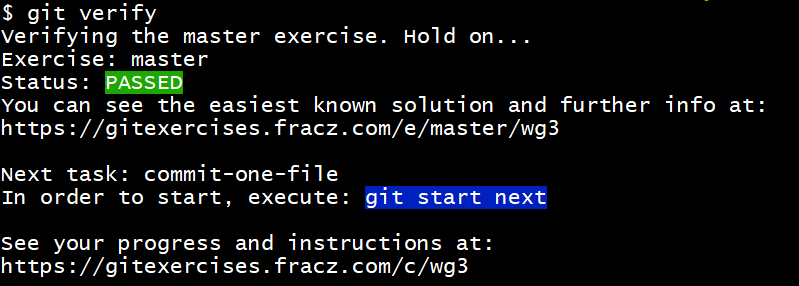 $ git verify
Verifying the master exercise. Hold on...
Exercise: master
Status: PASSED
You can see the easiest known solution and further info at:
https://gitexercises.fracz.com/e/master/wg3
Next task: commit-one-file
In order to start, execute: git start next
See your progress and instructions at:
https://gitexercises.fracz.com/c/wg3